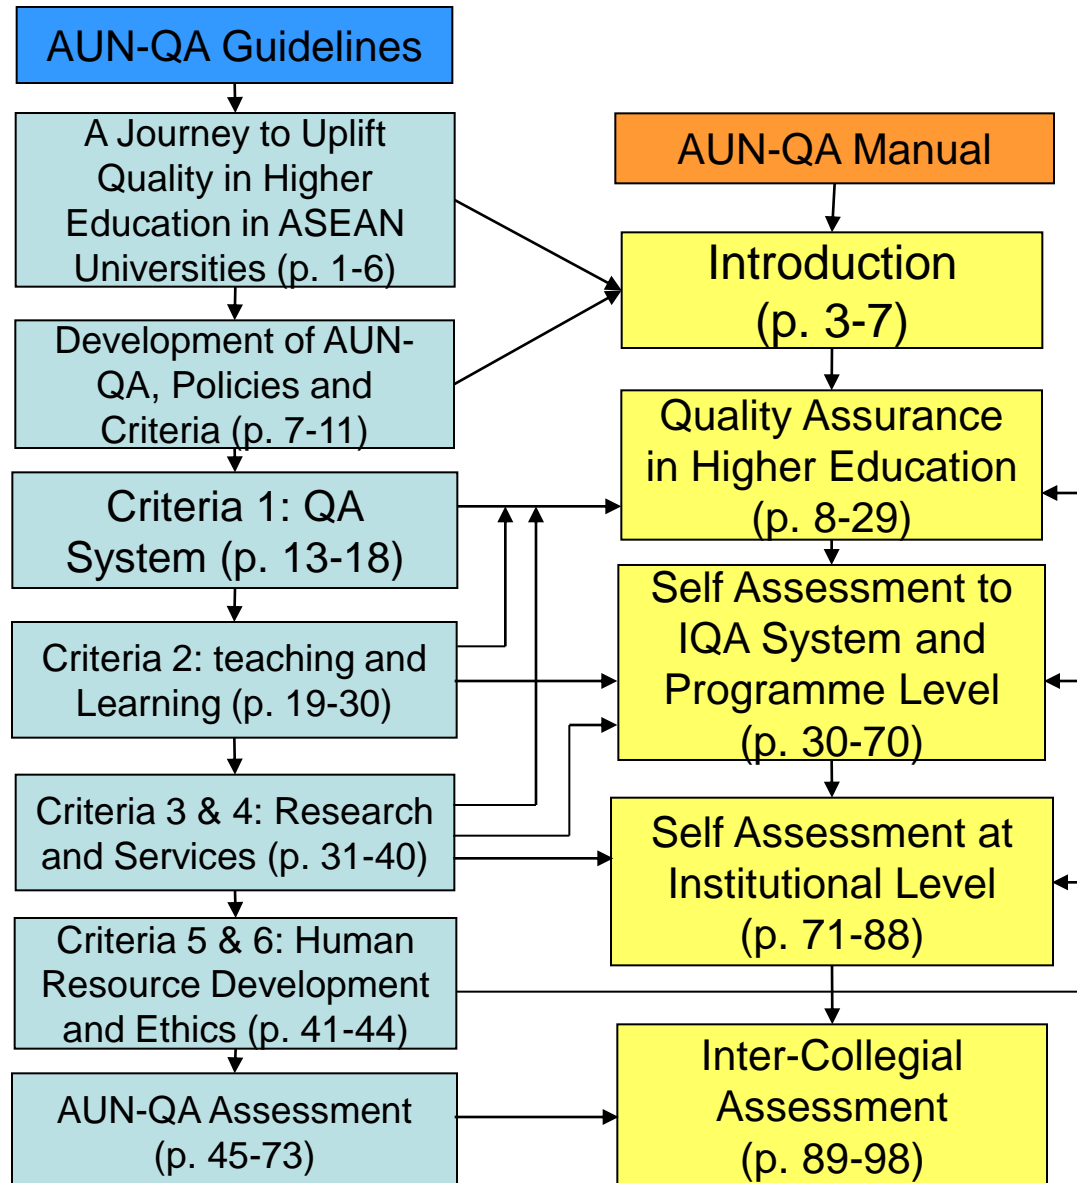 AUN-QA Guidelines
A Journey to Uplift
Quality in Higher
Education in ASEAN
Universities (p. 1-6)
Development of AUN-
QA, Policies and
Criteria (p. 7-11)
Criteria 1: QA
System (p. 13-18)
Criteria 2: teaching and
Learning (p. 19-30)
Criteria 3 & 4: Research
and Services (p. 31-40)
Criteria 5 & 6: Human
Resource Development
and Ethics (p. 41-44)
AUN-QA Assessment
(p. 45-73)
AUN-QA Manual
Introduction
(p. 3-7)
Quality Assurance
in Higher Education
(p. 8-29)
Self Assessment to
IQA System and
Programme Level
(p. 30-70)
Self Assessment at
Institutional Level
(p. 71-88)
Inter-Collegial
Assessment
(p. 89-98)